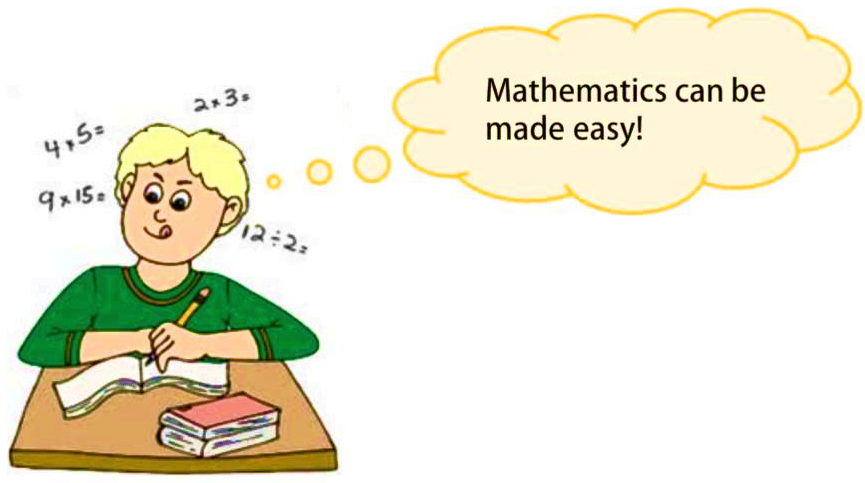 2×3=
4×5=
9×15=
12÷2=
Mathematics can be
made easy!